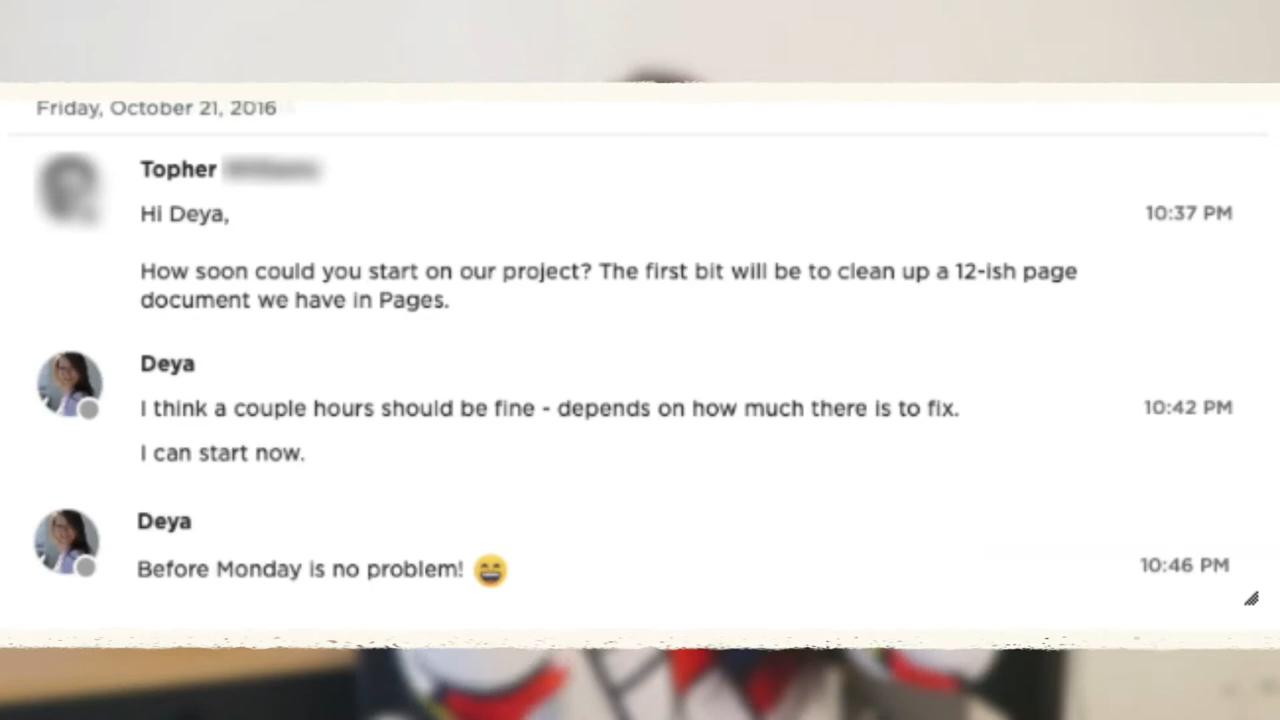 Friday, October 21, 2016
Topher
Hi Deya,
10:37 PM
How soon could you start on our project? The first bit will be to clean up a 12-ish page
document we have in Pages.
Deya
I think a couple hours should be fine - depends on how much there is to fix.
10:42 PM
I can start now.
Deya
Before Monday is no problem! 😄
10:46 PM